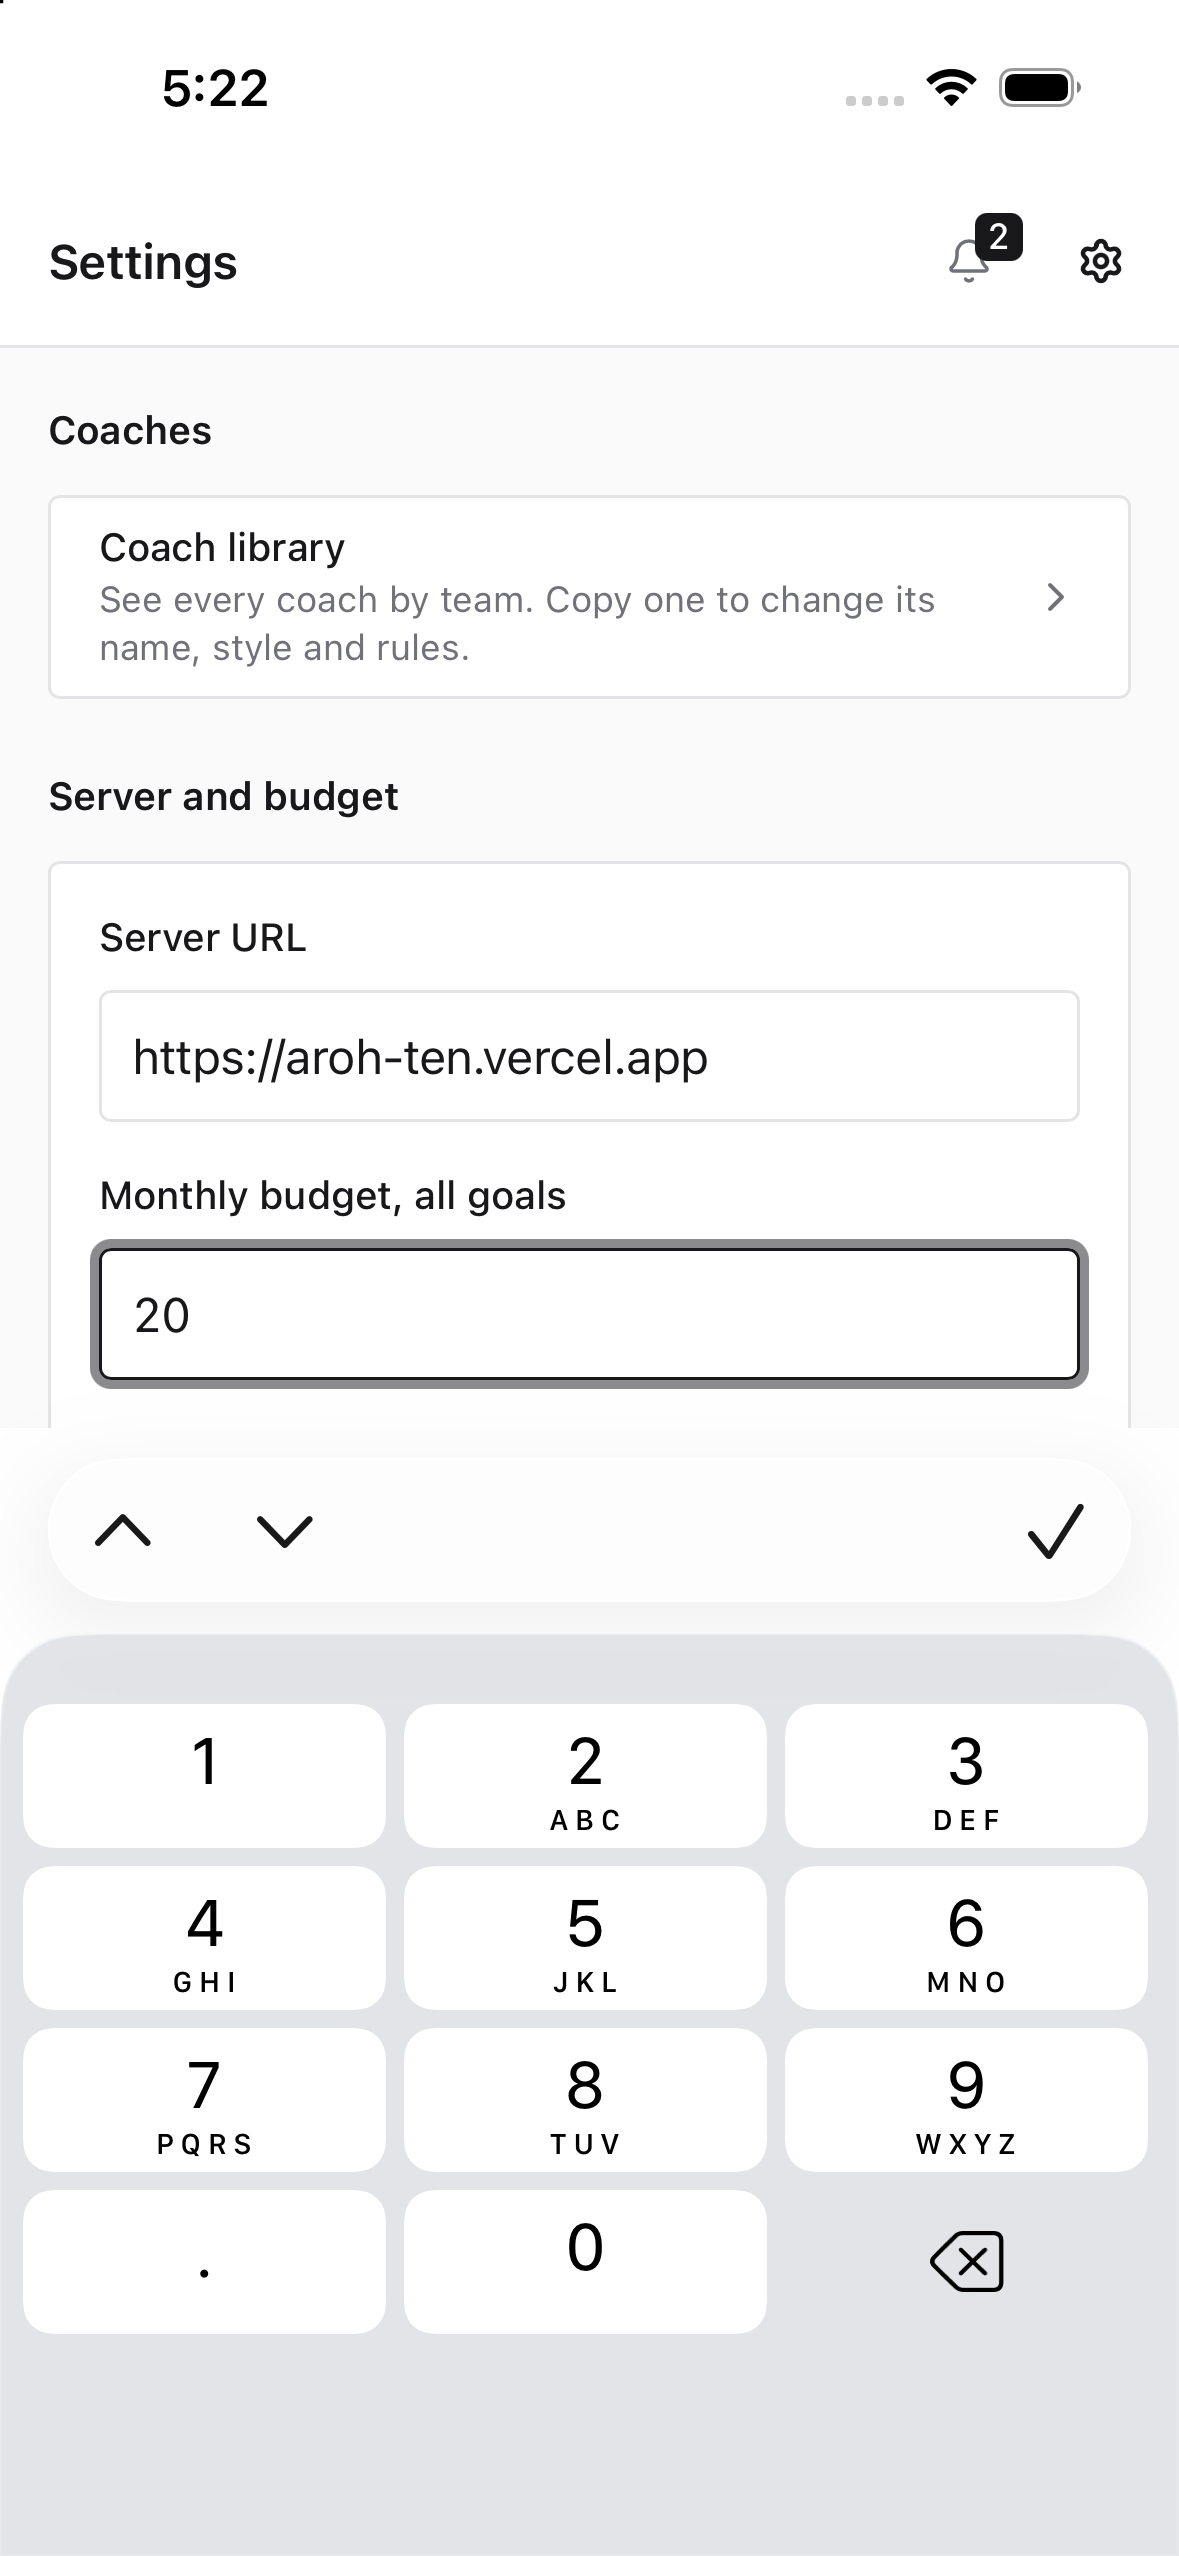 5:22
Settings
2
Coaches
Coach library
See every coach by team. Copy one to change its
name, style and rules.
Server and budget
Server URL
https://aroh-ten.vercel.app
Monthly budget, all goals
20
1
2
ABC
3
DEF
4
GHI
5
JKL
6
MNO
7
PQRS
8
TUV
9
WXYZ
.
0